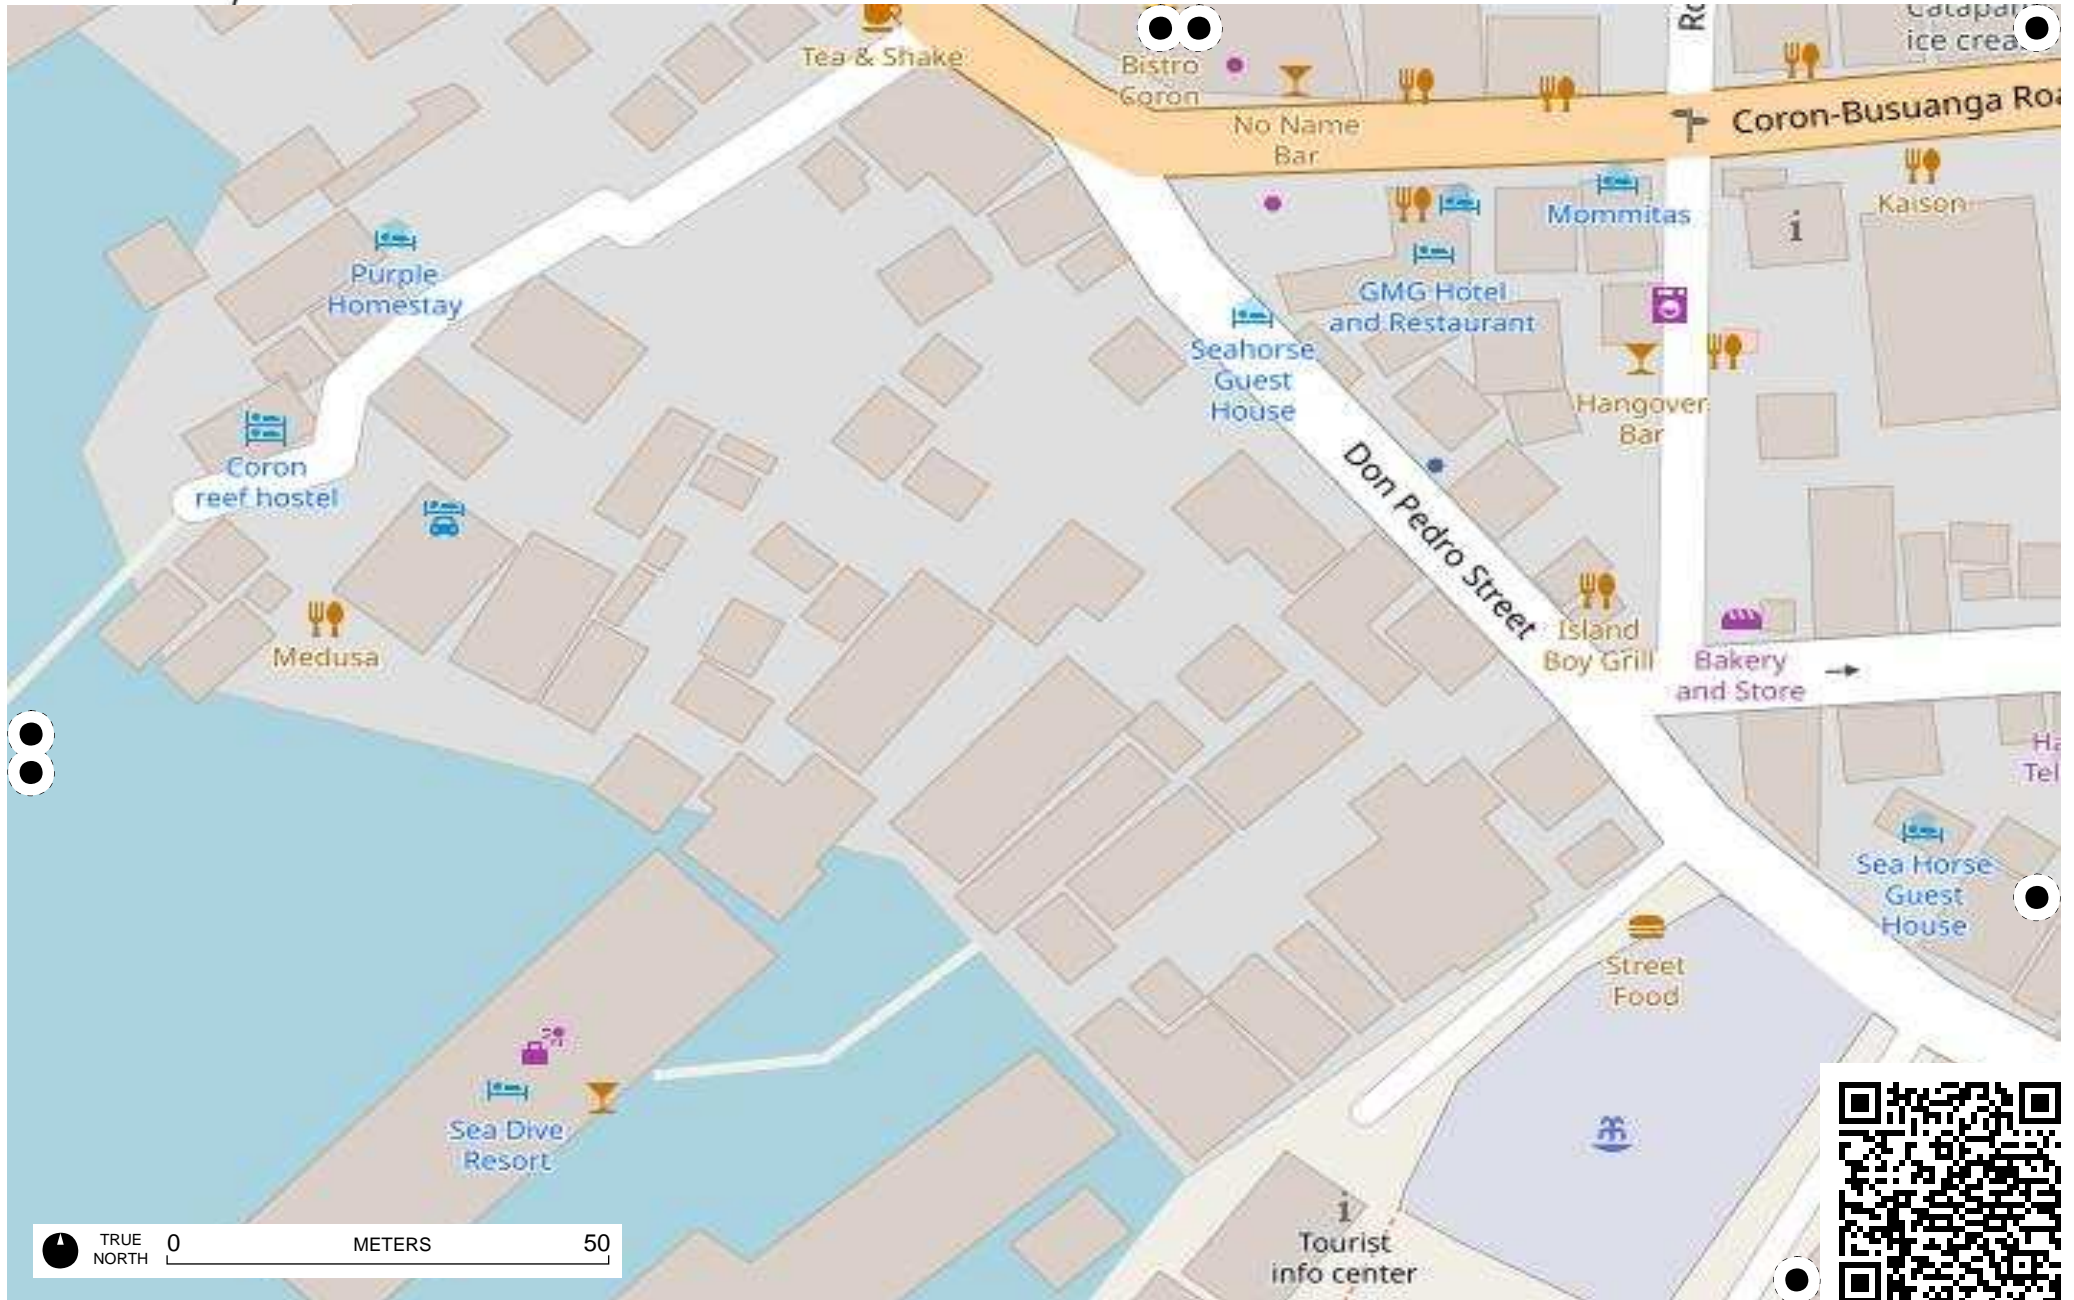 Tea & Shake
Bistro
Coron
No Name
Bar
ice crea
Coron-Busuanga Roa
Kaison
Mommitas
Purple
Homestay
GMG Hotel
and Restaurant
Seahorse
Guest
House
Hangover
Bar
Coron
reef hostel
Don Pedro Street
Medusa
Island
Boy Grill
Bakery
and Store
Ha
Tel
Sea Horse
Guest
House
Street
Food
Sea Dive
Resort
Tourist
info center
TRUE
NORTH
0 METERS 50